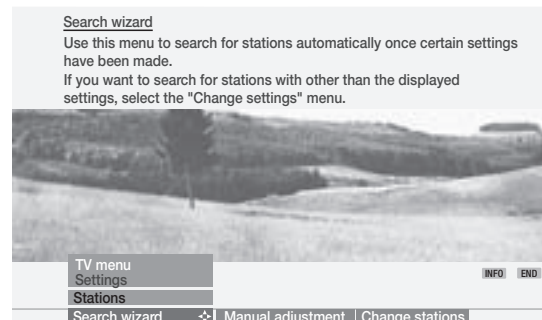 Search wizard
Use this menu to search for stations automatically once certain settings
have been made.
If you want to search for stations with other than the displayed
settings, select the "Change settings" menu.
TV menu
Settings
INFO END
Stations
Search wizard Manual adjustment Change stations